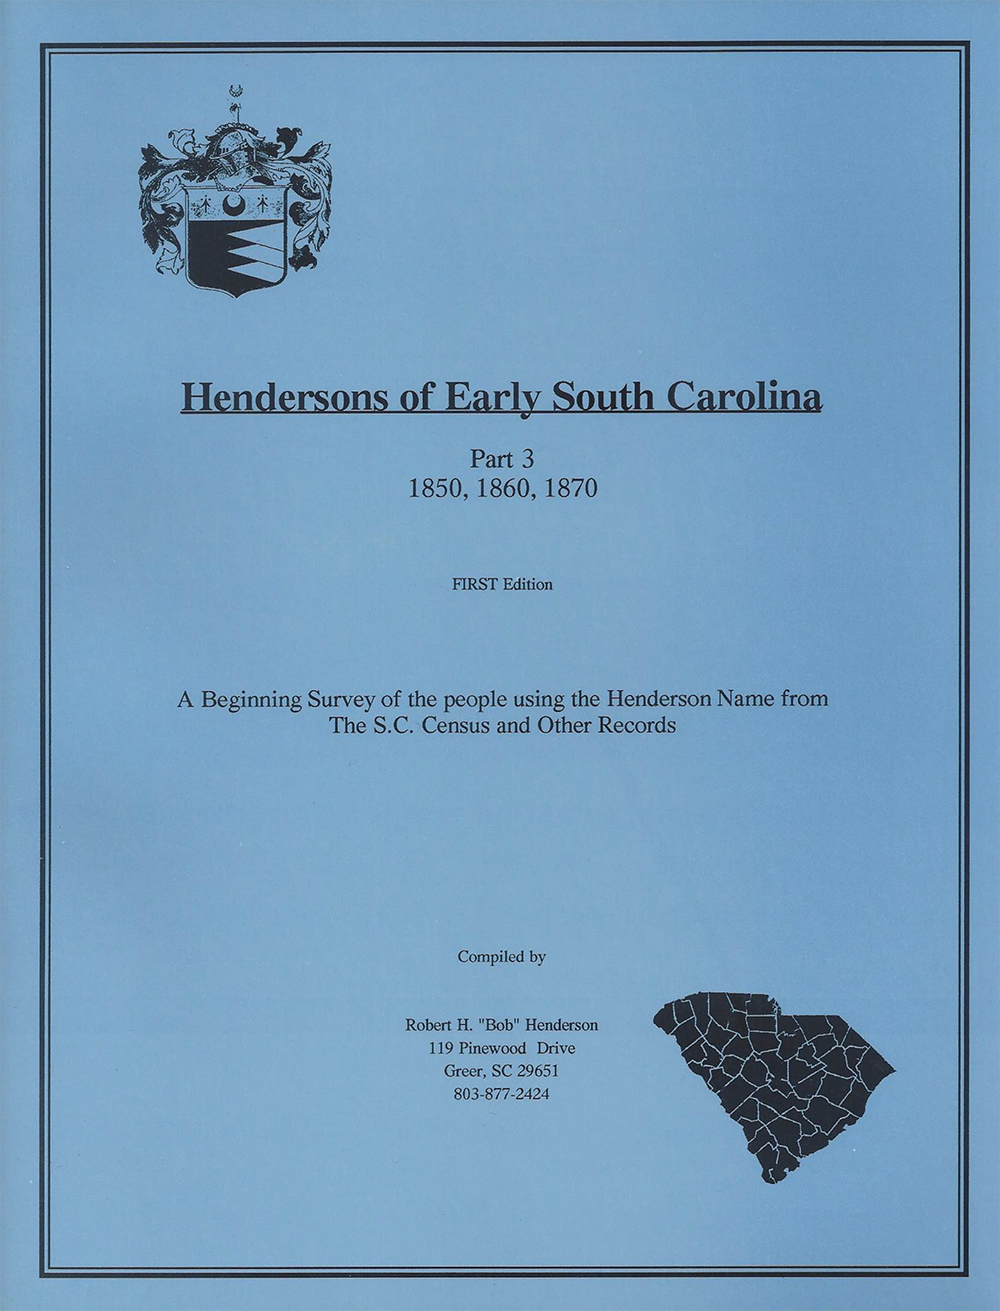 Hendersons of Early South Carolina
Part 3
1850, 1860, 1870
FIRST Edition
A Beginning Survey of the people using the Henderson Name from
The S.C. Census and Other Records
Compiled by
Robert H. "Bob" Henderson
119 Pinewood Drive
Greer, SC 29651
803-877-2424